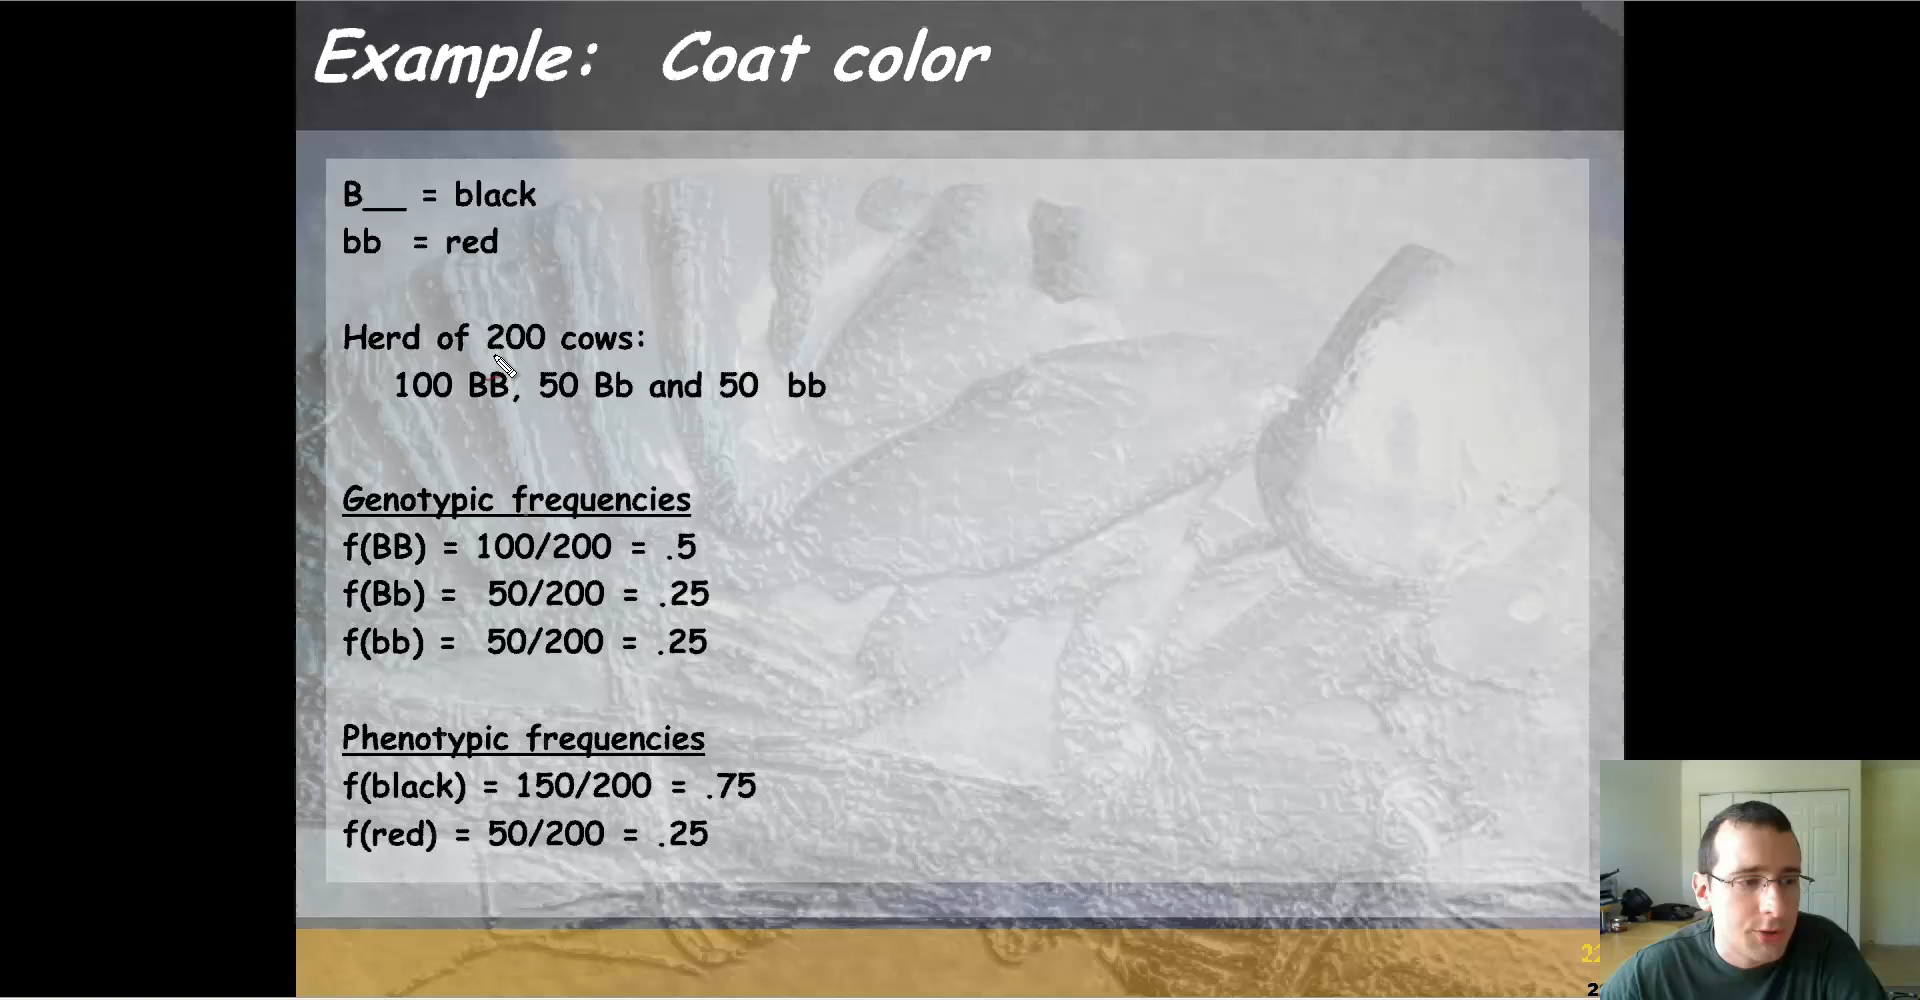 Example: Coat color
B__ = black
bb = red
Herd of 200 cows:
100 BB, 50 Bb and 50 bb
Genotypic frequencies
f(BB) = 100/200 = .5
f(Bb) = 50/200 = .25
f(bb) = 50/200 = .25
Phenotypic frequencies
f(black) = 150/200 = .75
f(red) = 50/200 = .25